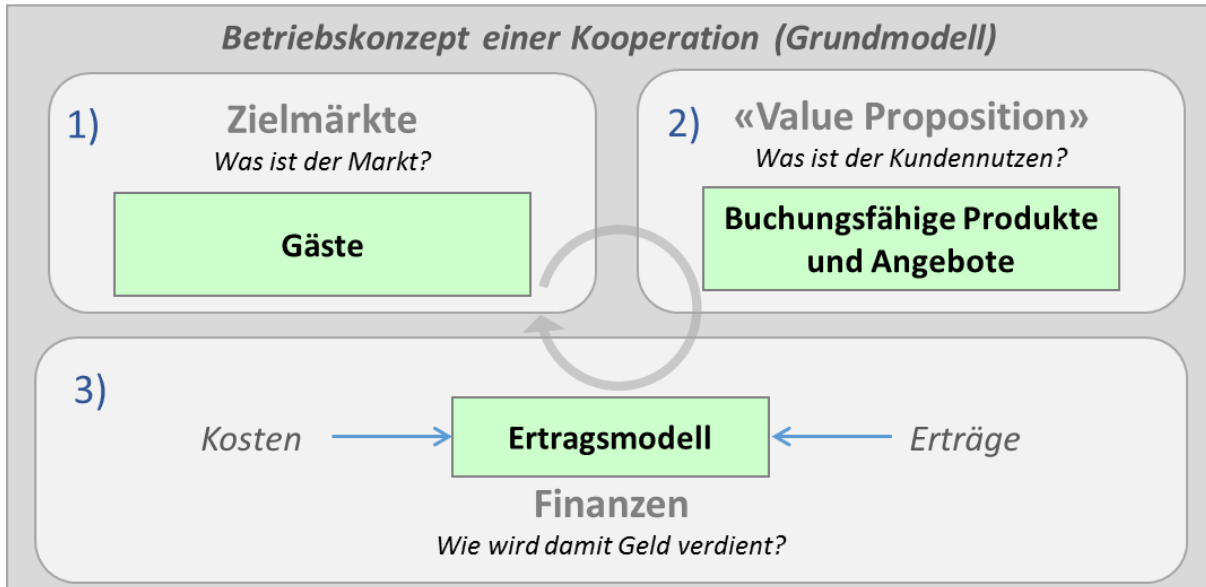 Betriebskonzept einer Kooperation (Grundmodell)
1)
Zielmärkte
Was ist der Markt?
Gäste
2)
«Value Proposition»
Was ist der Kundennutzen?
Buchungsfähige Produkte
und Angebote
3)
Kosten
Ertragsmodell
Erträge
Finanzen
Wie wird damit Geld verdient?